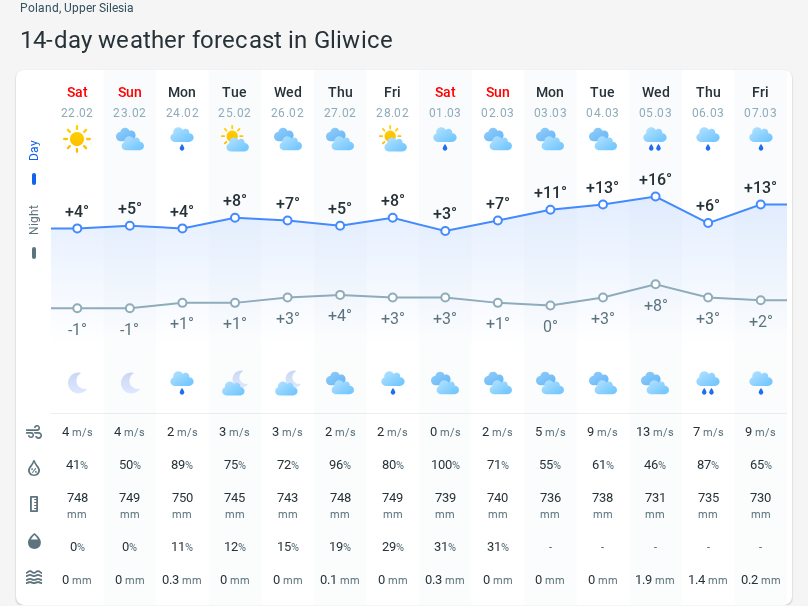 Poland, Upper Silesia
14-day weather forecast in Gliwice
Sat Sun Mon Tue Wed Thu Fri Sat Sun Mon Tue Wed Thu Fri
22.02 23.02 24.02 25.02 26.02 27.02 28.02 01.03 02.03 03.03 04.03 05.03 06.03 07.03
Day
+4° +5° +4° +8° +7° +5° +8° +3° +7° +11° +13° +16° +6° +13°
Night
-1° -1° +1° +1° +3° +4° +3° +3° +1° 0° +3° +8° +3° +2°
4 m/s 4 m/s 2 m/s 3 m/s 3 m/s 2 m/s 2 m/s 0 m/s 2 m/s 5 m/s 9 m/s 13 m/s 7 m/s 9 m/s
41% 50% 89% 75% 72% 96% 80% 100% 71% 55% 61% 46% 87% 65%
748 749 750 745 743 748 749 739 740 736 738 731 735 730
mm mm mm mm mm mm mm mm mm mm mm mm mm mm
0% 0% 11% 12% 15% 19% 29% 31% 31% - - - - -
0 mm 0 mm 0.3 mm 0 mm 0 mm 0.1 mm 0 mm 0.3 mm 0 mm 0 mm 0 mm 1.9 mm 1.4 mm 0.2 mm